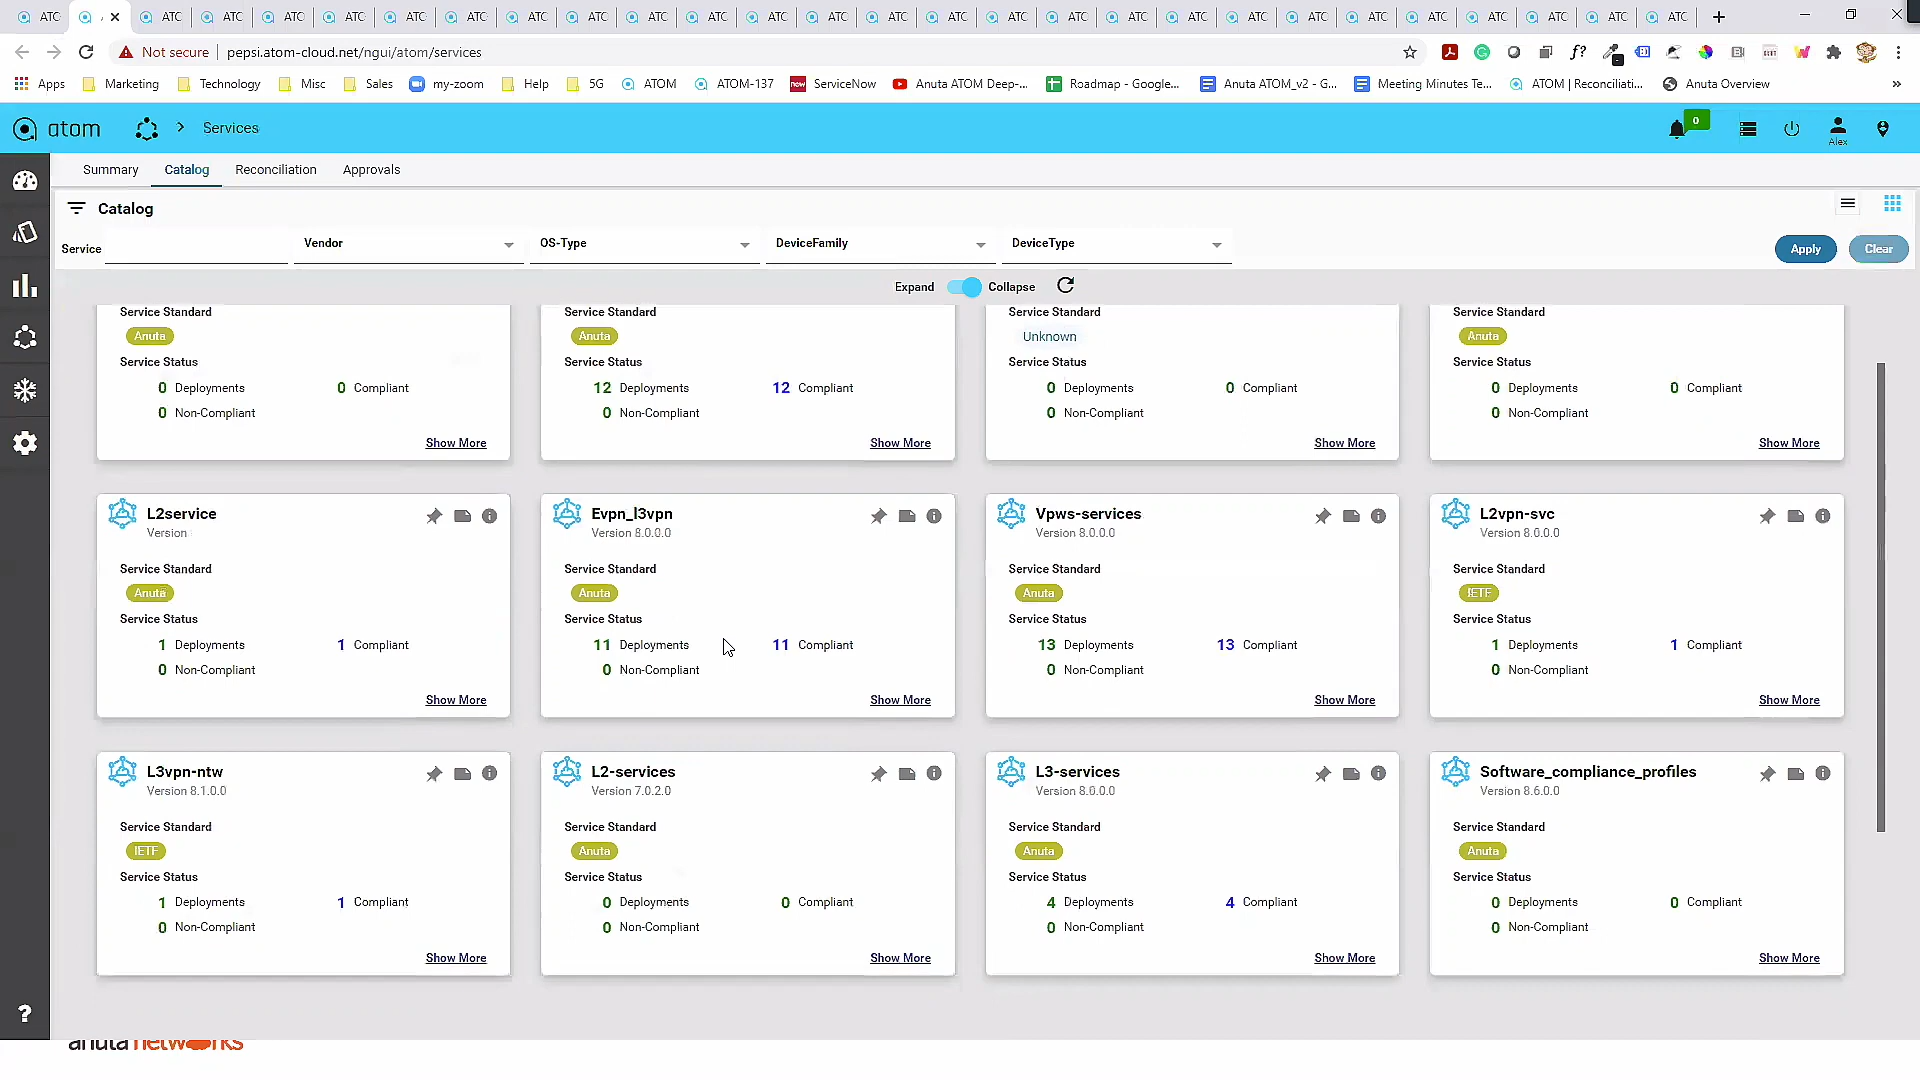 ATC ATC ATC ATC ATC ATC ATC ATC ATC ATC ATC ATC ATC ATC ATC ATC ATC ATC ATC ATC ATC ATC ATC ATC ATC ATC ATC
Not secure pepsi.atom-cloud.net/ngui/atom/services
Apps Marketing Technology Misc Sales my-zoom Help 5G ATOM ATOM-137 ServiceNow Anuta ATOM Deep-... Roadmap - Google... Anuta ATOM_v2 - G... Meeting Minutes Te... ATOM | Reconciliati... Anuta Overview »
atom > Services 0
Alex
Summary Catalog Reconciliation Approvals
Catalog
Service Vendor OS-Type DeviceFamily DeviceType Apply Clear
Expand Collapse
Service Standard Service Standard Service Standard Service Standard
Anuta Anuta Unknown Anuta
Service Status Service Status Service Status Service Status
0 Deployments 0 Compliant 12 Deployments 12 Compliant 0 Deployments 0 Compliant 0 Deployments 0 Compliant
0 Non-Compliant 0 Non-Compliant 0 Non-Compliant 0 Non-Compliant
Show More Show More Show More Show More
L2service Evpn_l3vpn Vpws-services L2vpn-svc
Version Version 8.0.0.0 Version 8.0.0.0 Version 8.0.0.0
Service Standard Service Standard Service Standard Service Standard
Anuta Anuta Anuta IETF
Service Status Service Status Service Status Service Status
1 Deployments 1 Compliant 11 Deployments 11 Compliant 13 Deployments 13 Compliant 1 Deployments 1 Compliant
0 Non-Compliant 0 Non-Compliant 0 Non-Compliant 0 Non-Compliant
Show More Show More Show More Show More
L3vpn-ntw L2-services L3-services Software_compliance_profiles
Version 8.1.0.0 Version 7.0.2.0 Version 8.0.0.0 Version 8.6.0.0
Service Standard Service Standard Service Standard Service Standard
IETF Anuta Anuta Anuta
Service Status Service Status Service Status Service Status
1 Deployments 1 Compliant 0 Deployments 0 Compliant 4 Deployments 4 Compliant 0 Deployments 0 Compliant
0 Non-Compliant 0 Non-Compliant 0 Non-Compliant 0 Non-Compliant
Show More Show More Show More Show More
?
anuta networks